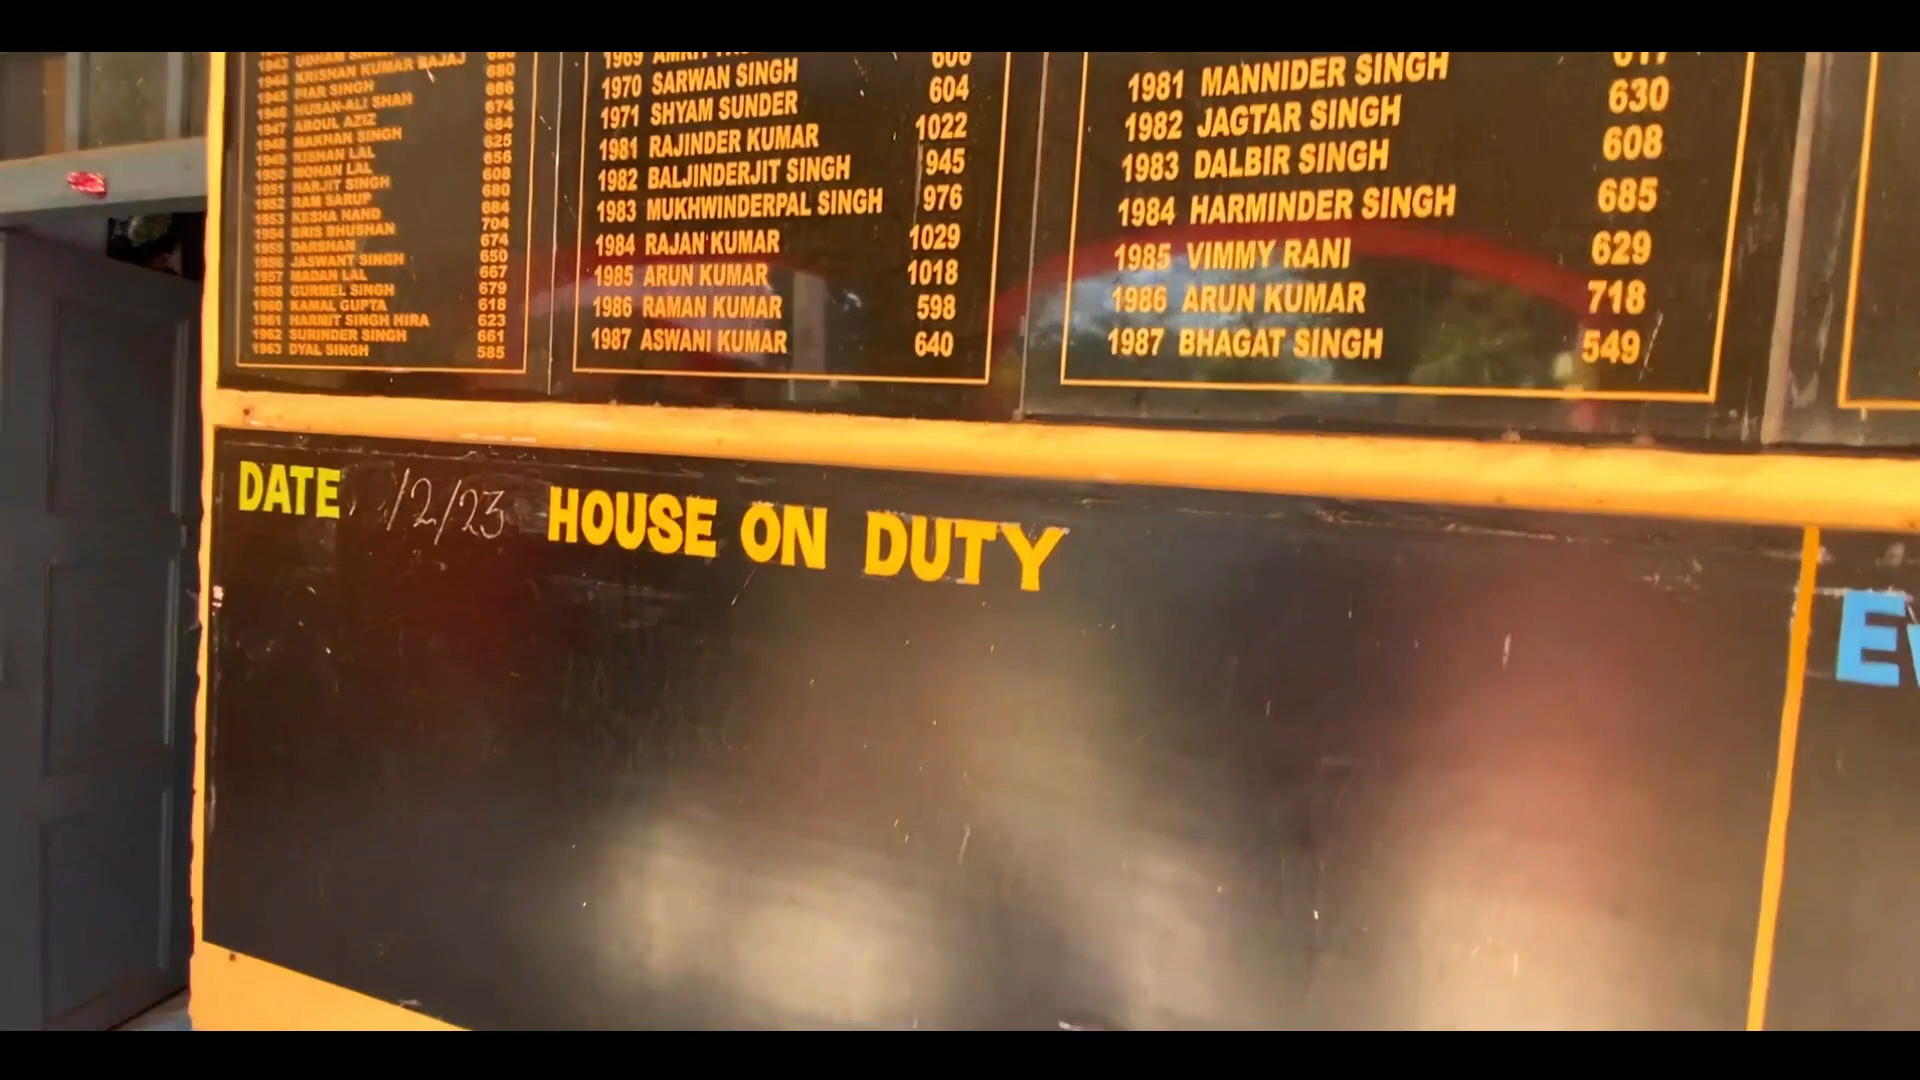 1943 UDHAM SINGH
1944 KRISHAN KUMAR BAJAJ 680
1945 PIAR SINGH 686
1946 HUSAN-ALI SHAH 674
1947 ABDUL AZIZ 684
1948 MAKHAN SINGH 625
1949 KISHAN LAL 656
1950 MOHAN LAL 608
1951 HARJIT SINGH 680
1952 RAM SARUP 684
1953 KESHA NAND 704
1954 BRIS BHUSHAN 674
1955 DARSHAN 650
1956 JASWANT SINGH 667
1957 MADAN LAL 679
1958 GURMEL SINGH 618
1960 KAMAL GUPTA 623
1961 HARMIT SINGH HIRA 661
1962 SURINDER SINGH 585
1963 DYAL SINGH
1969 AMRIT
1970 SARWAN SINGH 604
1971 SHYAM SUNDER 1022
1981 RAJINDER KUMAR 945
1982 BALJINDERJIT SINGH 976
1983 MUKHWINDERPAL SINGH 1029
1984 RAJAN KUMAR 1018
1985 ARUN KUMAR 598
1986 RAMAN KUMAR 640
1987 ASWANI KUMAR
1981 MANNIDER SINGH 630
1982 JAGTAR SINGH 608
1983 DALBIR SINGH 685
1984 HARMINDER SINGH 629
1985 VIMMY RANI 718
1986 ARUN KUMAR 549
1987 BHAGAT SINGH
DATE 1/2/23 HOUSE ON DUTY